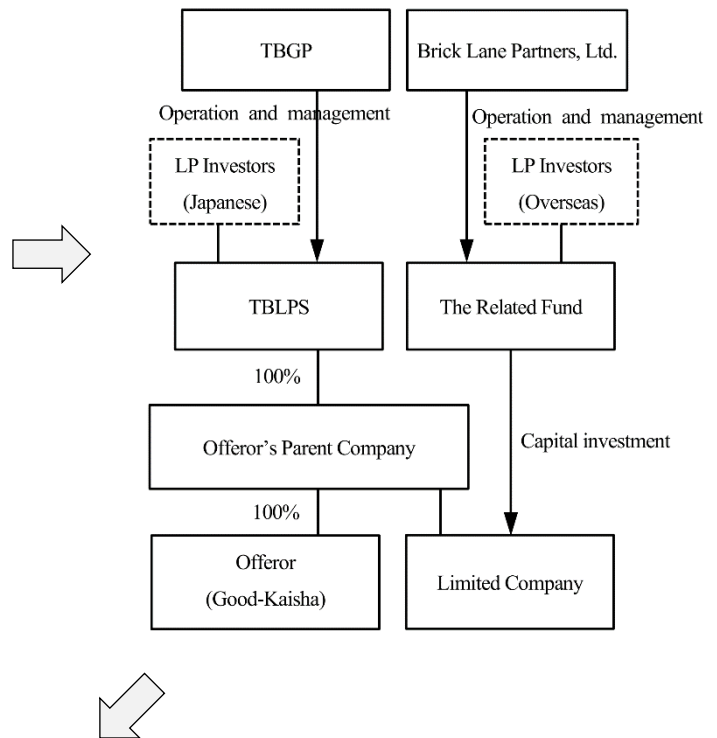 TBGP
Brick Lane Partners, Ltd.
Operation and management
Operation and management
LP Investors
(Japanese)
LP Investors
(Overseas)
TBLPS
The Related Fund
100%
Offeror’s Parent Company
Capital investment
100%
Offeror
(Good-Kaisha)
Limited Company